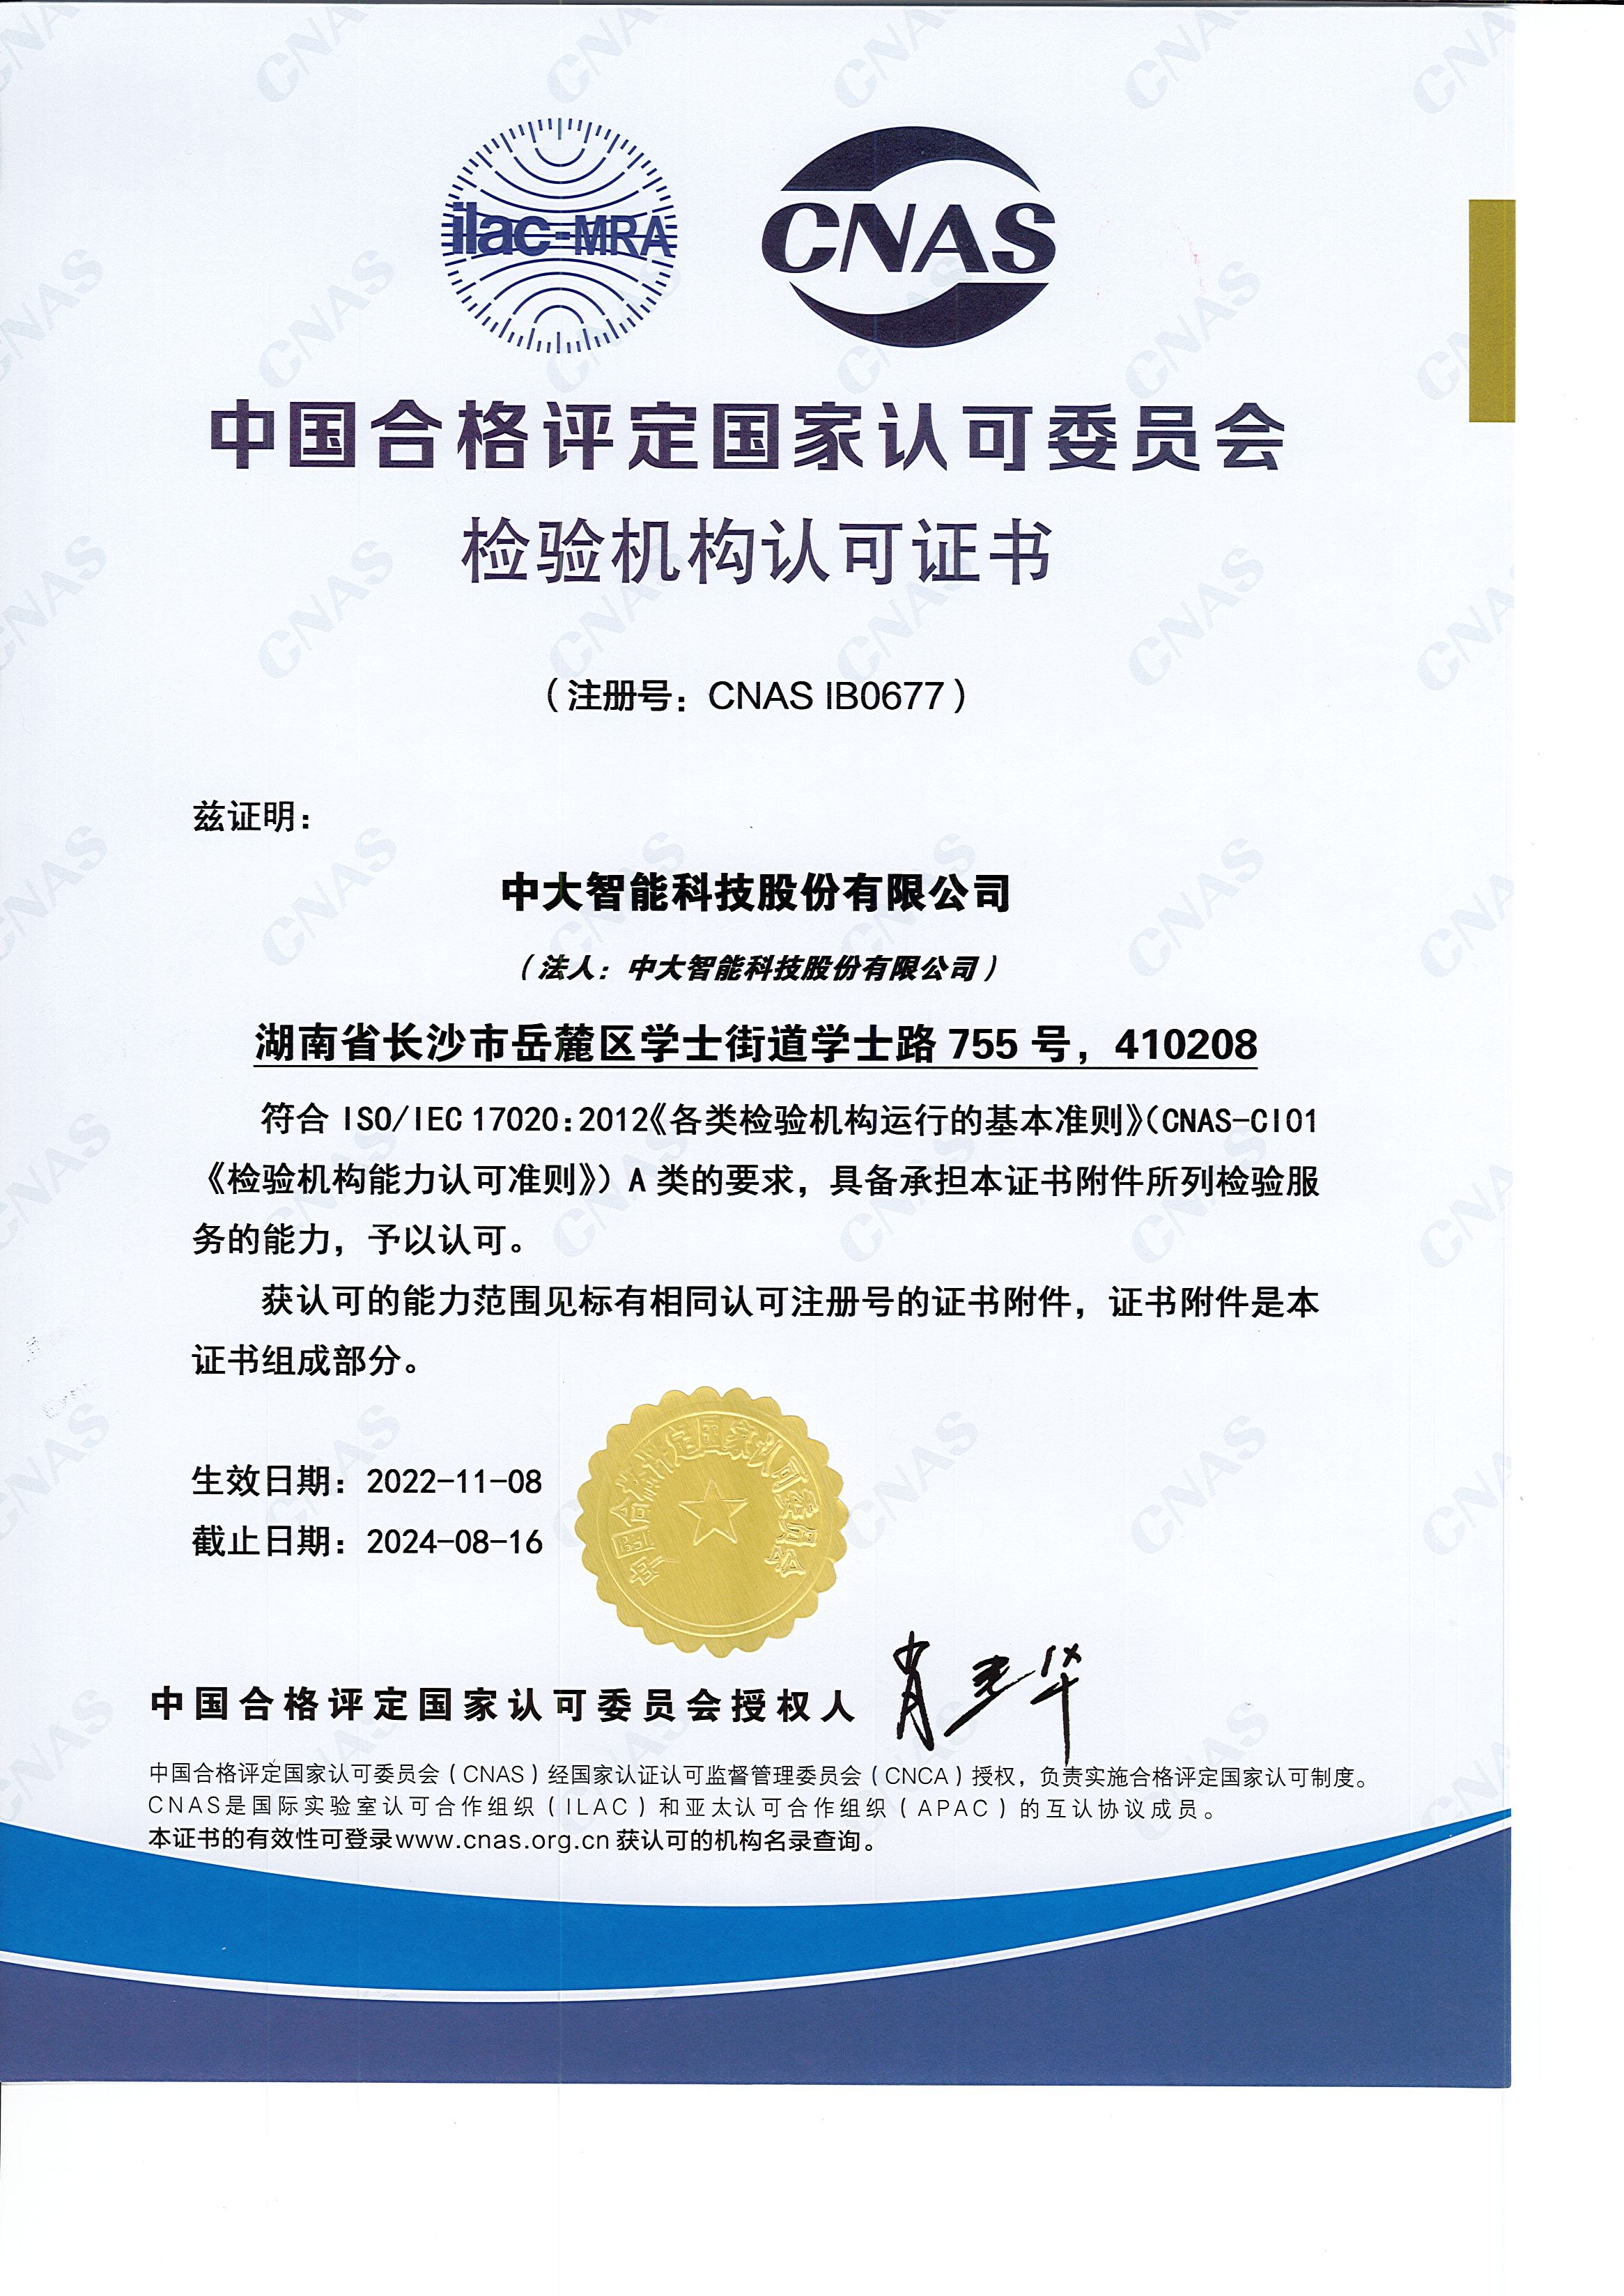 ilac-MRA
CNAS
中国合格评定国家认可委员会
检验机构认可证书
（注册号：CNAS IB0677）
兹证明：
中大智能科技股份有限公司
（法人：中大智能科技股份有限公司）
湖南省长沙市岳麓区学士街道学士路 755 号，410208
符合 ISO/IEC 17020:2012《各类检验机构运行的基本准则》（CNAS-CI01
《检验机构能力认可准则》）A 类的要求，具备承担本证书附件所列检验服
务的能力，予以认可。
获认可的能力范围见标有相同认可注册号的证书附件，证书附件是本
证书组成部分。
生效日期：2022-11-08
截止日期：2024-08-16
中国合格评定国家认可委员会
中国合格评定国家认可委员会授权人
中国合格评定国家认可委员会（CNAS）经国家认证认可监督管理委员会（CNCA）授权，负责实施合格评定国家认可制度。
CNAS是国际实验室认可合作组织（ILAC）和亚太认可合作组织（APAC）的互认协议成员。
本证书的有效性可登录www.cnas.org.cn获认可的机构名录查询。